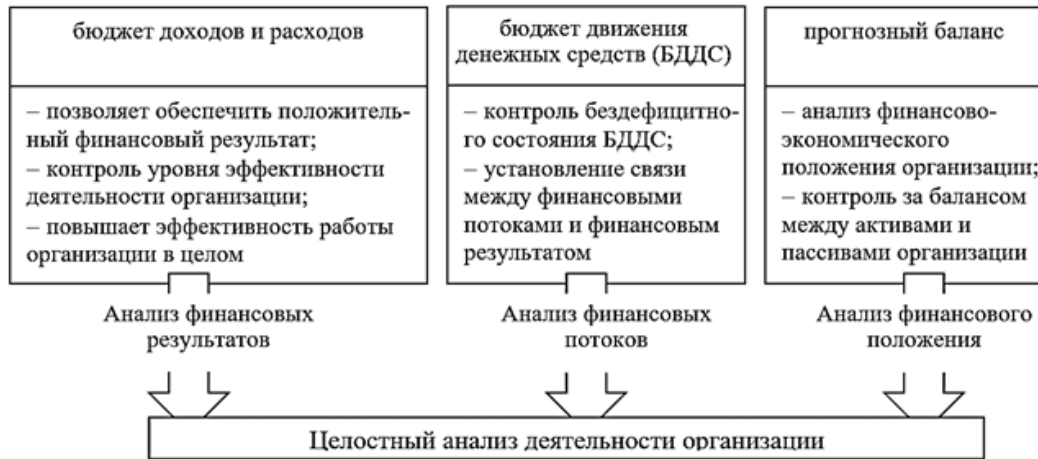 бюджет доходов и расходов
– позволяет обеспечить положитель-
ный финансовый результат;
– контроль уровня эффективности
деятельности организации;
– повышает эффективность работы
организации в целом
Анализ финансовых
результатов
бюджет движения
денежных средств (БДДС)
– контроль бездефицитно-
го состояния БДДС;
– установление связи
между финансовыми
потоками и финансовым
результатом
Анализ финансовых
потоков
прогнозный баланс
– анализ финансово-
экономического
положения организации;
– контроль за балансом
между активами и
пассивами организации
Анализ финансового
положения
Целостный анализ деятельности организации